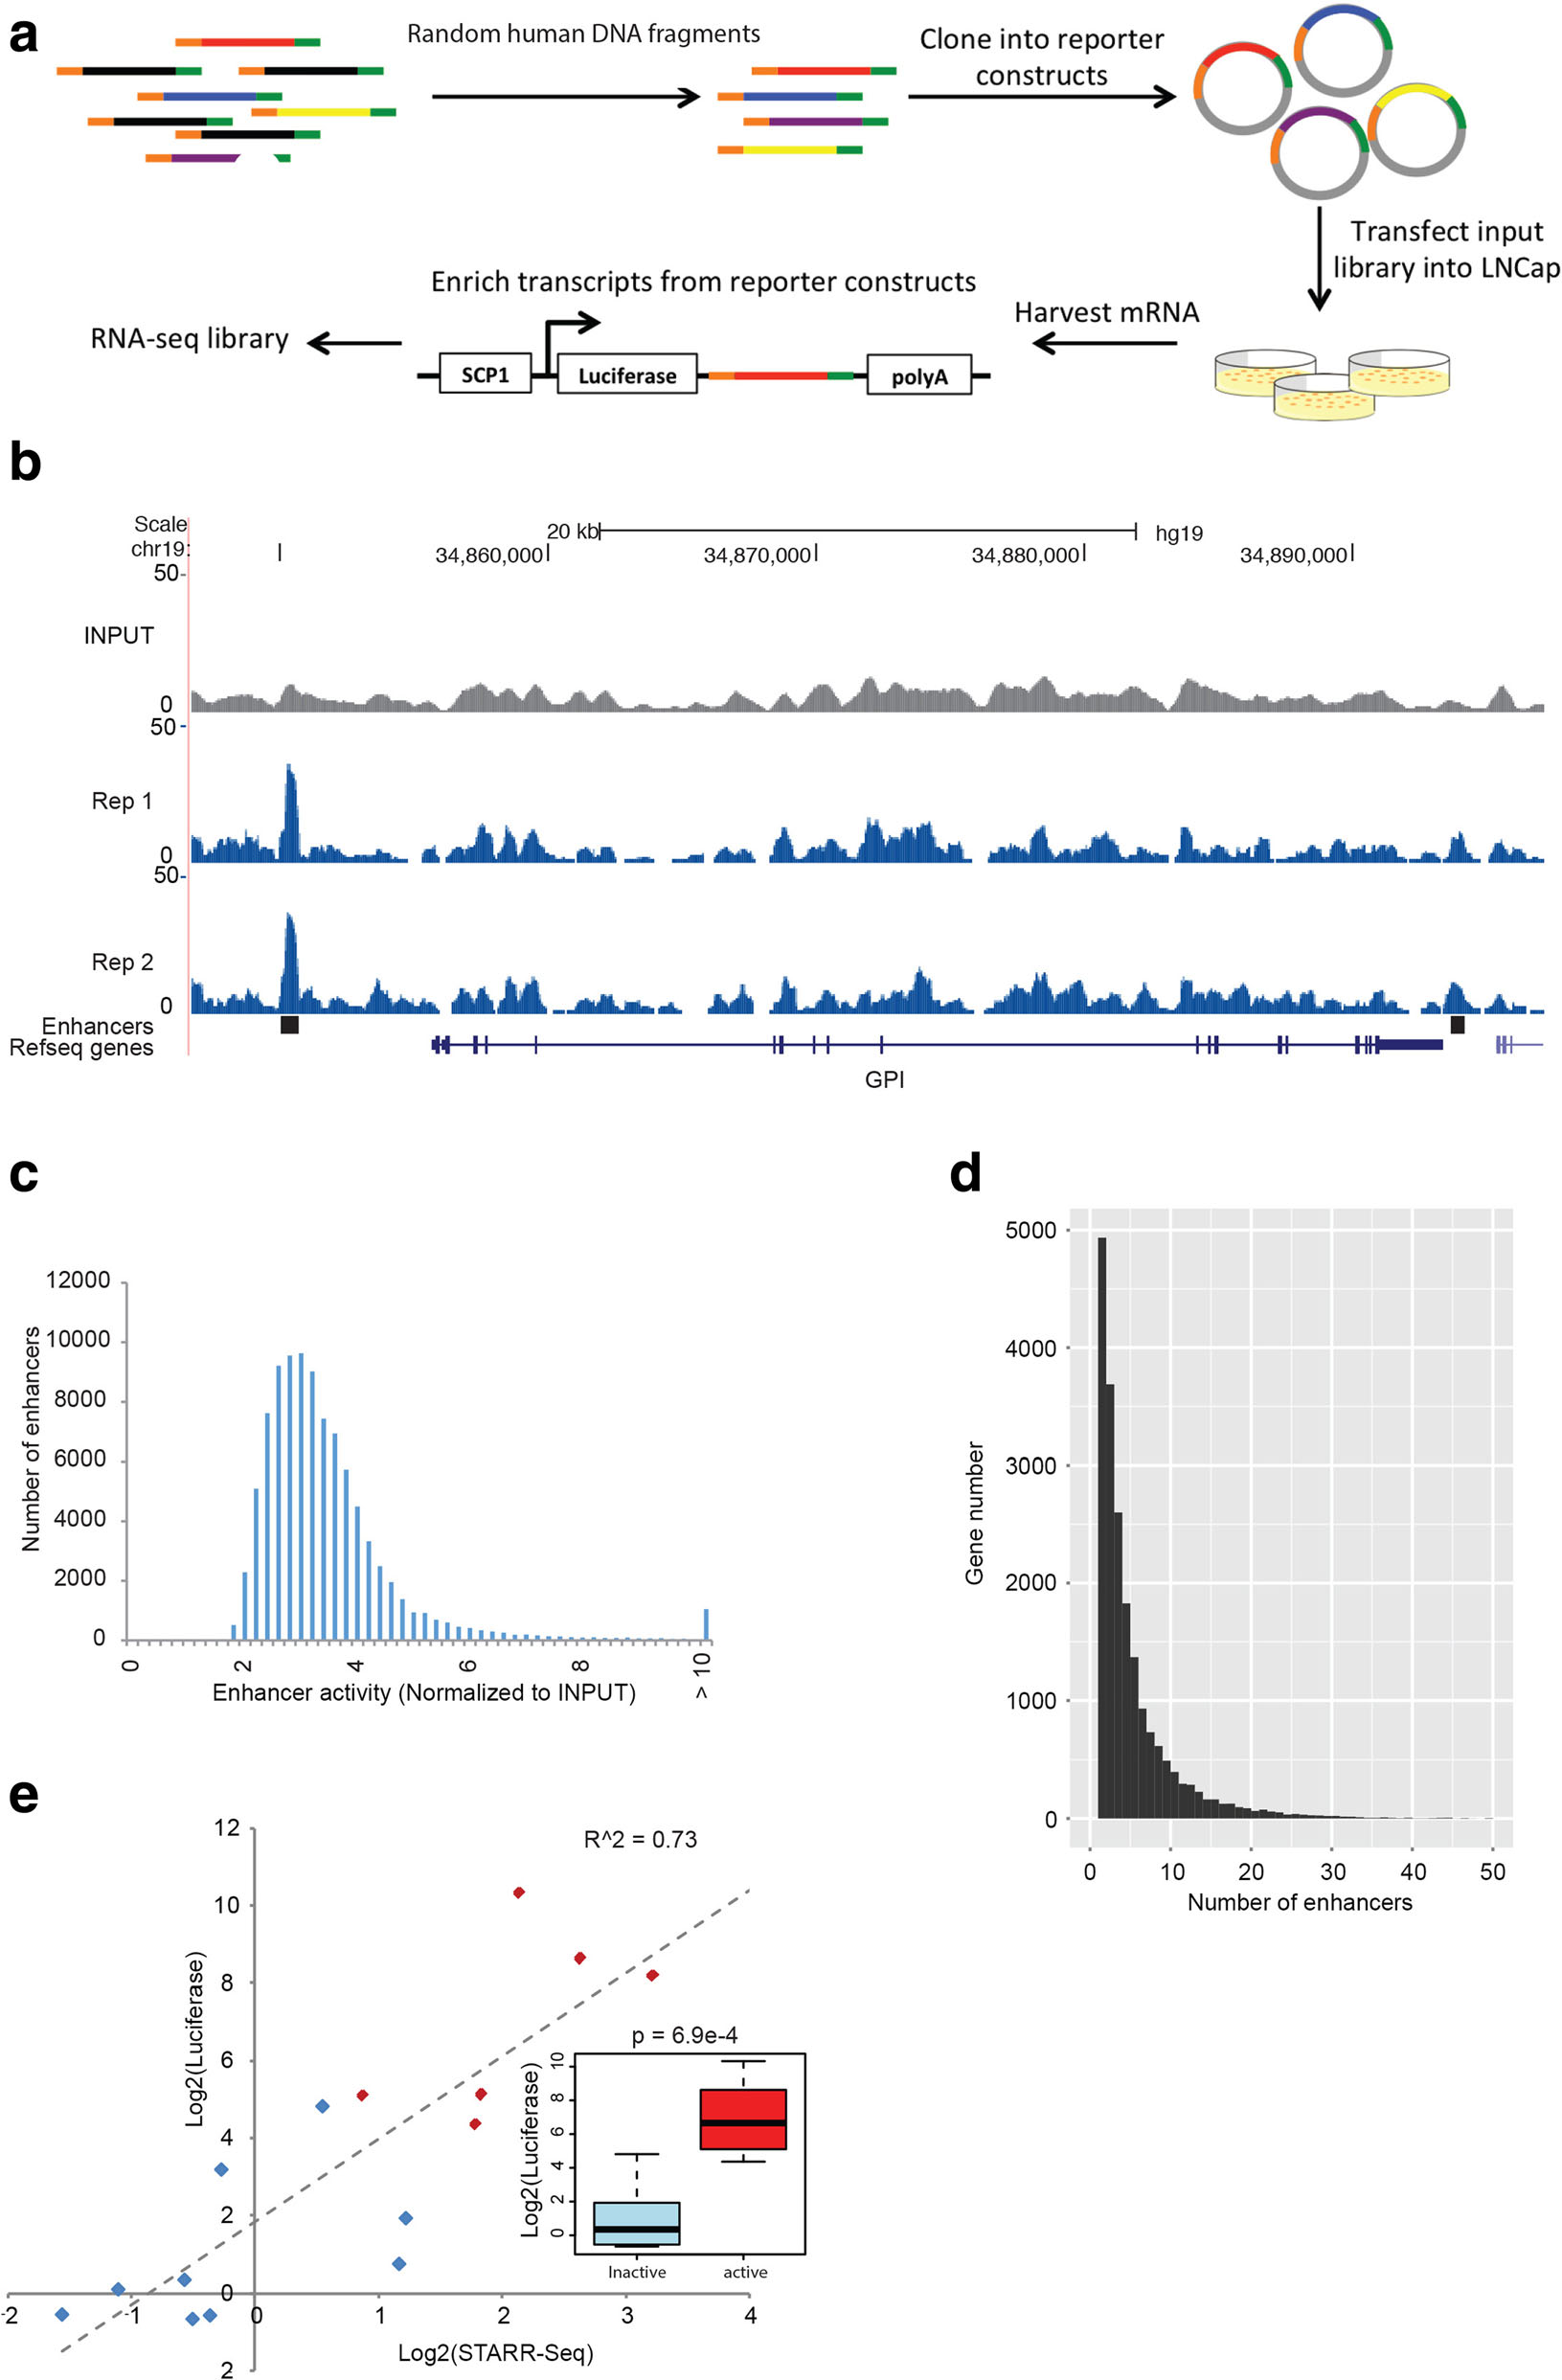 a
Random human DNA fragments
Clone into reporter
constructs
Transfect input
library into LNCap
Harvest mRNA
Enrich transcripts from reporter constructs
SCP1
Luciferase
polyA
RNA-seq library
b
Scale
20 kb
hg19
chr19:
34,860,000
34,870,000
34,880,000
34,890,000
50
INPUT
0
50
Rep 1
0
50
Rep 2
0
Enhancers
Refseq genes
GPI
c
12000
10000
8000
6000
4000
2000
0
Number of enhancers
0
2
4
6
8
> 10
Enhancer activity (Normalized to INPUT)
d
5000
4000
3000
2000
1000
0
Gene number
0 10 20 30 40 50
Number of enhancers
e
12
10
8
6
4
2
0
2
Log2(Luciferase)
R^2 = 0.73
-2 -1 0 1 2 3 4
Log2(STARR-Seq)
p = 6.9e-4
10
8
6
4
2
0
Log2(Luciferase)
Inactive
active